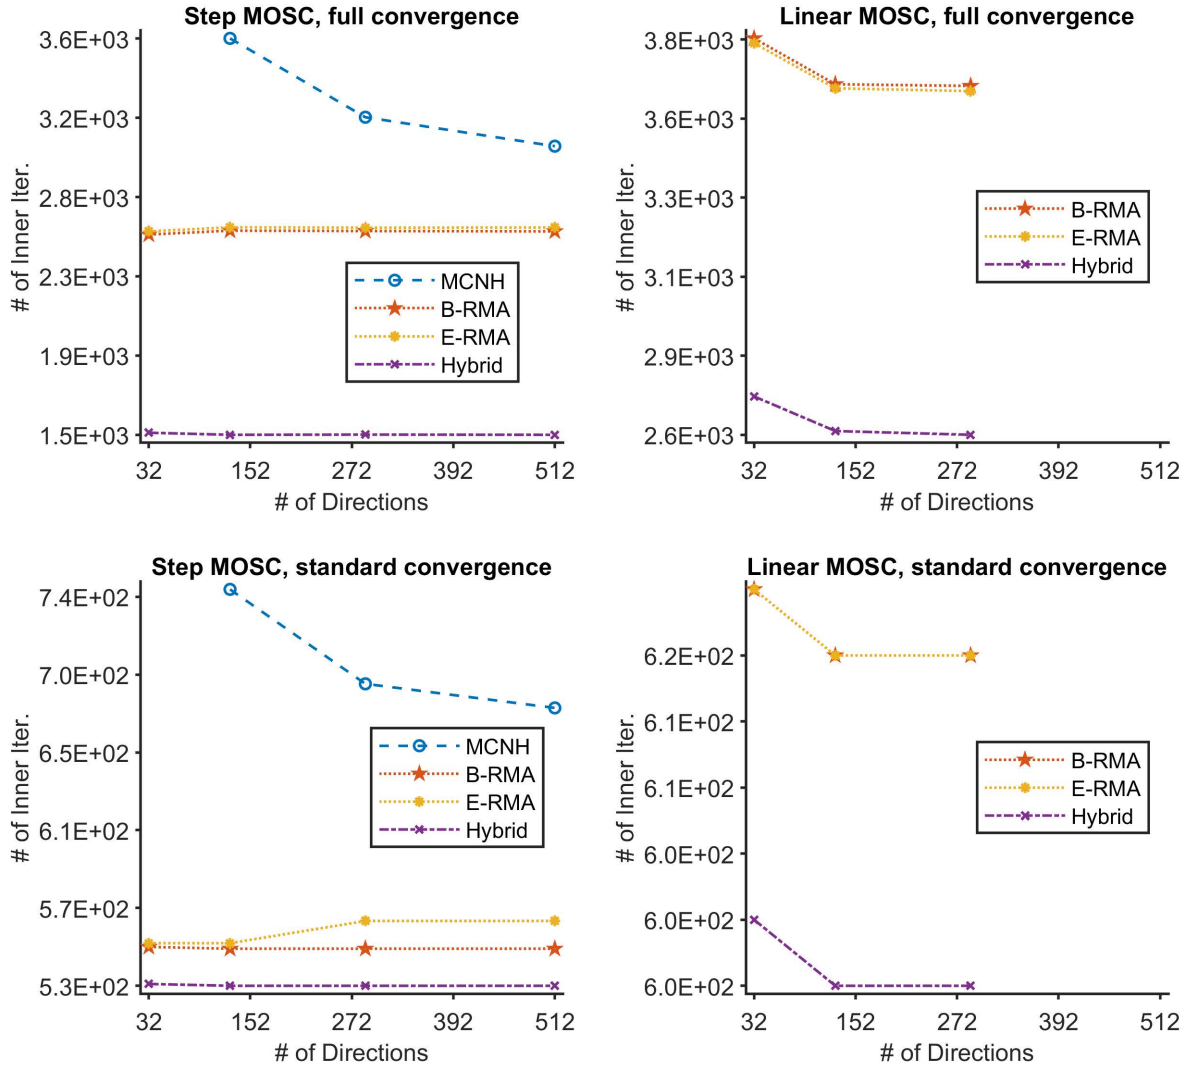 Step MOSC, full convergence
3.6E+03
3.2E+03
2.8E+03
2.3E+03
1.9E+03
1.5E+03
# of Inner Iter.
MCNH
B-RMA
E-RMA
Hybrid
32 152 272 392 512
# of Directions
Linear MOSC, full convergence
3.8E+03
3.6E+03
3.3E+03
3.1E+03
2.9E+03
2.6E+03
# of Inner Iter.
B-RMA
E-RMA
Hybrid
32 152 272 392 512
# of Directions
Step MOSC, standard convergence
7.4E+02
7.0E+02
6.5E+02
6.1E+02
5.7E+02
5.3E+02
# of Inner Iter.
MCNH
B-RMA
E-RMA
Hybrid
32 152 272 392 512
# of Directions
Linear MOSC, standard convergence
6.2E+02
6.1E+02
6.1E+02
6.0E+02
6.0E+02
6.0E+02
# of Inner Iter.
B-RMA
E-RMA
Hybrid
32 152 272 392 512
# of Directions